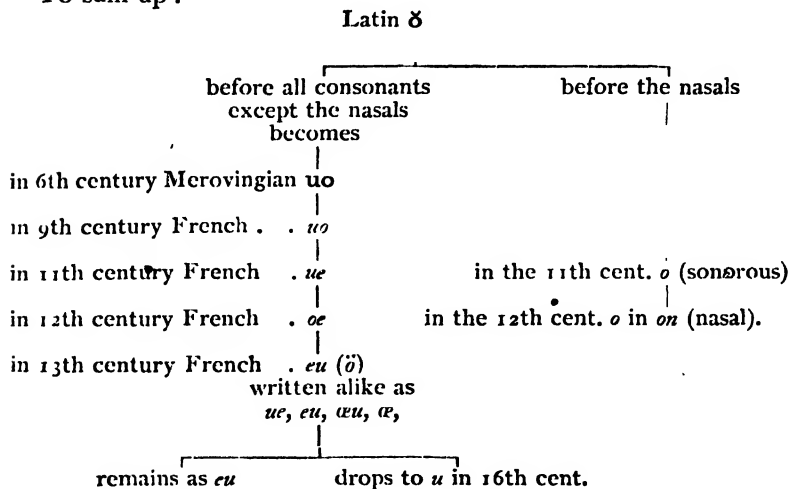 To sum up :
Latin ŏ
before all consonants before the nasals
except the nasals
becomes
in 6th century Merovingian uo
in 9th century French . . uo
in 11th century French . ue in the 11th cent. o (sonorous)
in 12th century French . oe in the 12th cent. o in on (nasal).
in 13th century French . eu (ö)
written alike as
ue, eu, œu, œ,
remains as eu drops to u in 16th cent.